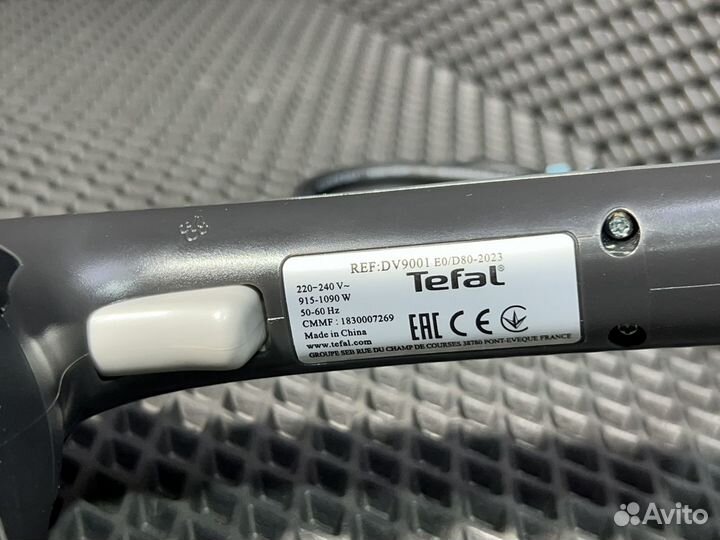 REF:DV9001 E0/D80-2023
220-240 V~
915-1090 W
50-60 Hz
CMMF : 1830007269
Made in China
www.tefal.com
Tefal®
EAC CE
GROUPE SEB RUE DU CHAMP DE COURSES 38780 PONT-EVEQUE FRANCE
Avito